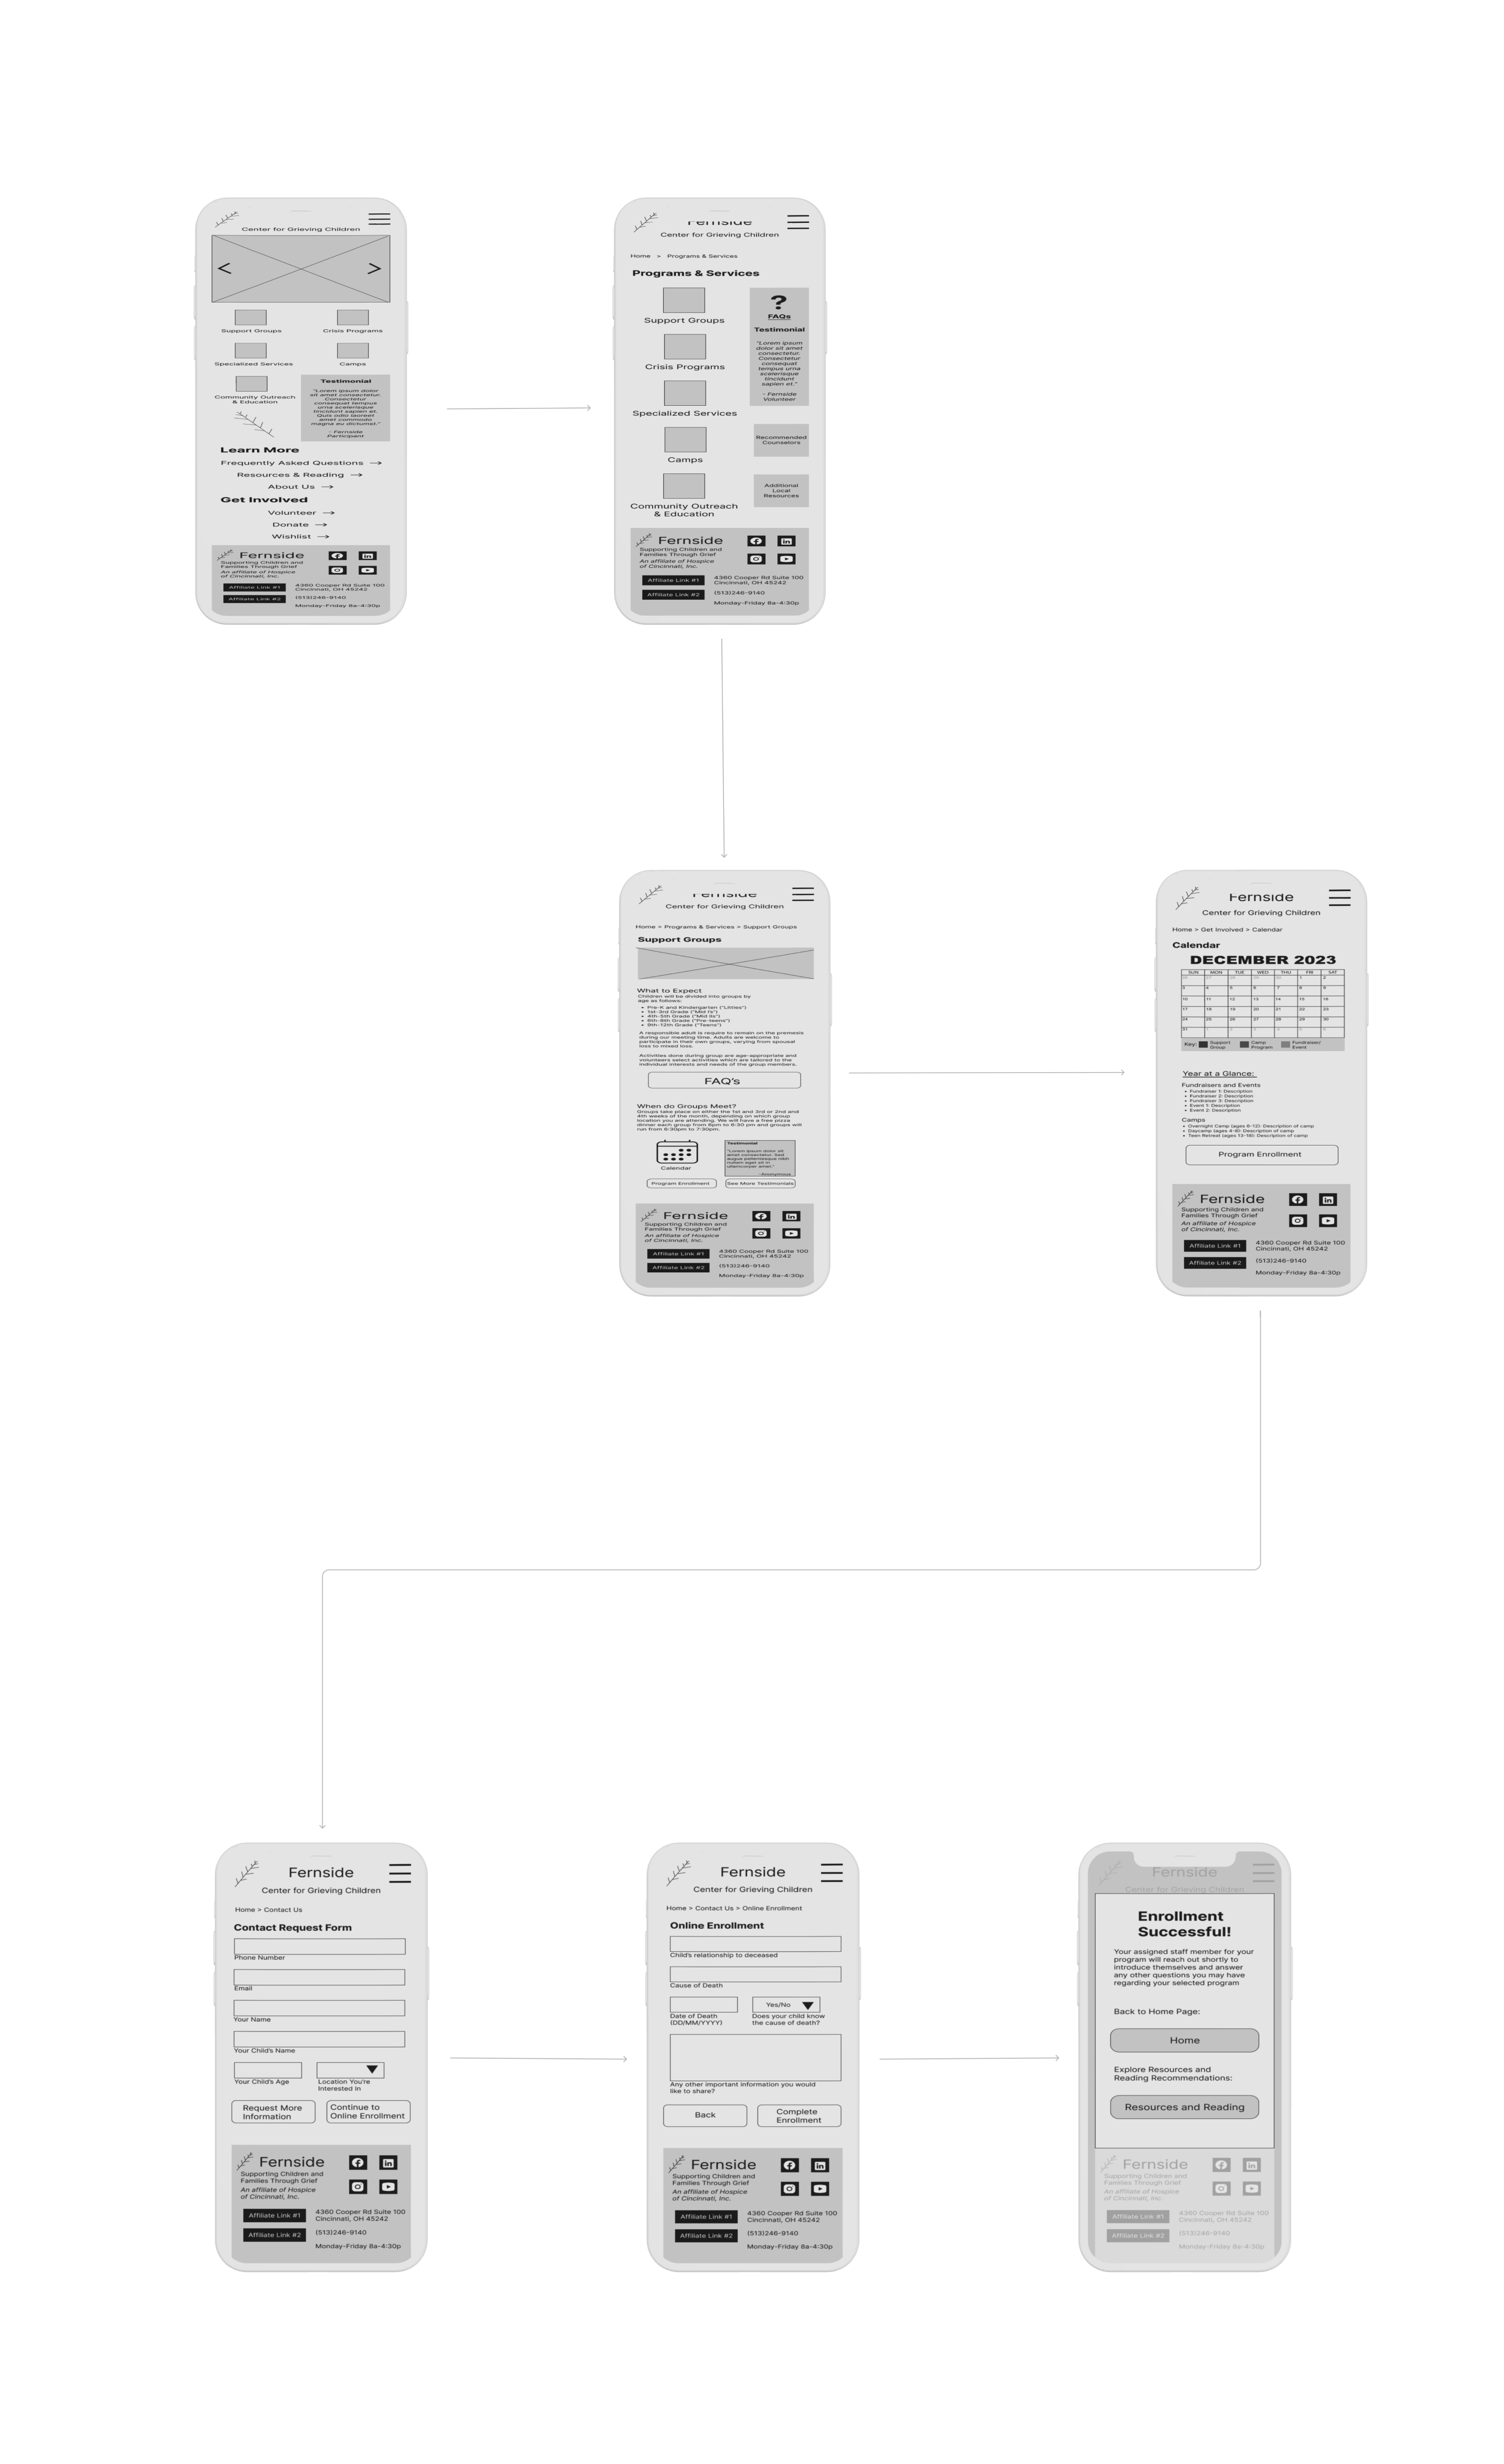 Center for Grieving Children
<
>
Support Groups
Crisis Programs
Specialized Services
Camps
Community Outreach
& Education
Testimonial
"Lorem ipsum dolor
sit amet consectetur.
Consectetur
consequat tempus
urna scelerisque
tincidunt sapien et.
Quis odio laoreet
amet commodo
magna eu dictumst."
- Fernside
Participant
Learn More
Frequently Asked Questions →
Resources & Reading →
About Us →
Get Involved
Volunteer →
Donate →
Wishlist →
Fernside
Supporting Children and
Families Through Grief
An affiliate of Hospice
of Cincinnati, Inc.
Affiliate Link #1
Affiliate Link #2
4360 Cooper Rd Suite 100
Cincinnati, OH 45242
(513)246-9140
Monday-Friday 8a-4:30p
Fernside
Center for Grieving Children
Home > Programs & Services
Programs & Services
Support Groups
Crisis Programs
Specialized Services
Camps
Community Outreach
& Education
?
FAQs
Testimonial
"Lorem ipsum
dolor sit amet
consectetur.
Consectetur
consequat
tempus urna
scelerisque
tincidunt
sapien et."
- Fernside
Volunteer
Recommended
Counselors
Additional
Local
Resources
Fernside
Supporting Children and
Families Through Grief
An affiliate of Hospice
of Cincinnati, Inc.
Affiliate Link #1
Affiliate Link #2
4360 Cooper Rd Suite 100
Cincinnati, OH 45242
(513)246-9140
Monday-Friday 8a-4:30p
Fernside
Center for Grieving Children
Home > Programs & Services > Support Groups
Support Groups
What to Expect
Children will be divided into groups by
age as follows:
• Pre-K and Kindergarten ("Litties")
• 1st-3rd Grade ("Mid I's")
• 4th-5th Grade ("Mid IIs")
• 6th-8th Grade ("Pre-teens")
• 9th-12th Grade ("Teens")
A responsible adult is require to remain on the premesis
during our meeting time. Adults are welcome to
participate in their own groups, varying from spousal
loss to mixed loss.
Activities done during group are age-appropriate and
volunteers select activities which are tailored to the
individual interests and needs of the group members.
FAQ's
When do Groups Meet?
Groups take place on either the 1st and 3rd or 2nd and
4th weeks of the month, depending on which group
location you are attending. We will have a free pizza
dinner each group from 6pm to 6:30 pm and groups will
run from 6:30pm to 7:30pm.
Calendar
Testimonial
"Lorem ipsum dolor sit
amet consectetur. Sed
augue pellentesque nibh
nullam eget sit in
ullamcorper amet."
-Anonymous
Program Enrollment
See More Testimonials
Fernside
Supporting Children and
Families Through Grief
An affiliate of Hospice
of Cincinnati, Inc.
Affiliate Link #1
Affiliate Link #2
4360 Cooper Rd Suite 100
Cincinnati, OH 45242
(513)246-9140
Monday-Friday 8a-4:30p
Fernside
Center for Grieving Children
Home > Get Involved > Calendar
Calendar
DECEMBER 2023
SUN MON TUE WED THU FRI SAT
26 27 28 29 30 1 2
3 4 5 6 7 8 9
10 11 12 13 14 15 16
17 18 19 20 21 22 23
24 25 26 27 28 29 30
31 1 2 3 4 5 6
Key:
Support
Group
Camp
Program
Fundraiser/
Event
Year at a Glance:
Fundraisers and Events
• Fundraiser 1: Description
• Fundraiser 2: Description
• Fundraiser 3: Description
• Event 1: Description
• Event 2: Description
Camps
• Overnight Camp (ages 6-12): Description of camp
• Daycamp (ages 4-6): Description of camp
• Teen Retreat (ages 13-18): Description of camp
Program Enrollment
Fernside
Supporting Children and
Families Through Grief
An affiliate of Hospice
of Cincinnati, Inc.
Affiliate Link #1
Affiliate Link #2
4360 Cooper Rd Suite 100
Cincinnati, OH 45242
(513)246-9140
Monday-Friday 8a-4:30p
Fernside
Center for Grieving Children
Home > Contact Us
Contact Request Form
Phone Number
Email
Your Name
Your Child's Name
Your Child's Age
Location You're
Interested In
Request More
Information
Continue to
Online Enrollment
Fernside
Supporting Children and
Families Through Grief
An affiliate of Hospice
of Cincinnati, Inc.
Affiliate Link #1
Affiliate Link #2
4360 Cooper Rd Suite 100
Cincinnati, OH 45242
(513)246-9140
Monday-Friday 8a-4:30p
Fernside
Center for Grieving Children
Home > Contact Us > Online Enrollment
Online Enrollment
Child's relationship to deceased
Cause of Death
Date of Death
(DD/MM/YYYY)
Yes/No
Does your child know
the cause of death?
Any other important information you would
like to share?
Back
Complete
Enrollment
Fernside
Supporting Children and
Families Through Grief
An affiliate of Hospice
of Cincinnati, Inc.
Affiliate Link #1
Affiliate Link #2
4360 Cooper Rd Suite 100
Cincinnati, OH 45242
(513)246-9140
Monday-Friday 8a-4:30p
Fernside
Center for Grieving Children
Enrollment
Successful!
Your assigned staff member for your
program will reach out shortly to
introduce themselves and answer
any other questions you may have
regarding your selected program
Back to Home Page:
Home
Explore Resources and
Reading Recommendations:
Resources and Reading
Fernside
Supporting Children and
Families Through Grief
An affiliate of Hospice
of Cincinnati, Inc.
Affiliate Link #1
Affiliate Link #2
4360 Cooper Rd Suite 100
Cincinnati, OH 45242
(513)246-9140
Monday-Friday 8a-4:30p